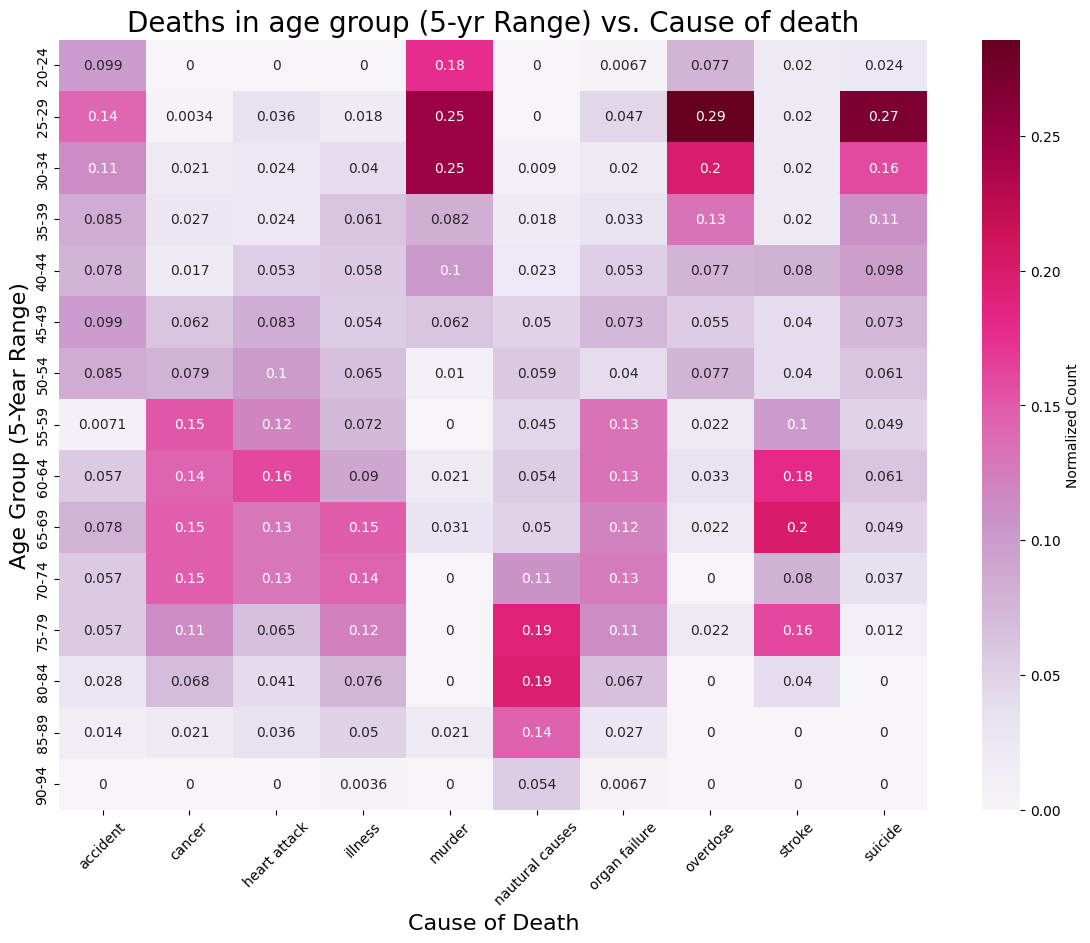 Deaths in age group (5-yr Range) vs. Cause of death
Age Group (5-Year Range)
20-24 0.099 0 0 0 0.18 0 0.0067 0.077 0.02 0.024
25-29 0.14 0.0034 0.036 0.018 0.25 0 0.047 0.29 0.02 0.27
30-34 0.11 0.021 0.024 0.04 0.25 0.009 0.02 0.2 0.02 0.16
35-39 0.085 0.027 0.024 0.061 0.082 0.018 0.033 0.13 0.02 0.11
40-44 0.078 0.017 0.053 0.058 0.1 0.023 0.053 0.077 0.08 0.098
45-49 0.099 0.062 0.083 0.054 0.062 0.05 0.073 0.055 0.04 0.073
50-54 0.085 0.079 0.1 0.065 0.01 0.059 0.04 0.077 0.04 0.061
55-59 0.0071 0.15 0.12 0.072 0 0.045 0.13 0.022 0.1 0.049
60-64 0.057 0.14 0.16 0.09 0.021 0.054 0.13 0.033 0.18 0.061
65-69 0.078 0.15 0.13 0.15 0.031 0.05 0.12 0.022 0.2 0.049
70-74 0.057 0.15 0.13 0.14 0 0.11 0.13 0 0.08 0.037
75-79 0.057 0.11 0.065 0.12 0 0.19 0.11 0.022 0.16 0.012
80-84 0.028 0.068 0.041 0.076 0 0.19 0.067 0 0.04 0
85-89 0.014 0.021 0.036 0.05 0.021 0.14 0.027 0 0 0
90-94 0 0 0 0.0036 0 0.054 0.0067 0 0 0
accident cancer heart attack illness murder nautural causes organ failure overdose stroke suicide
Cause of Death
0.25
0.20
0.15
0.10
0.05
0.00
Normalized Count